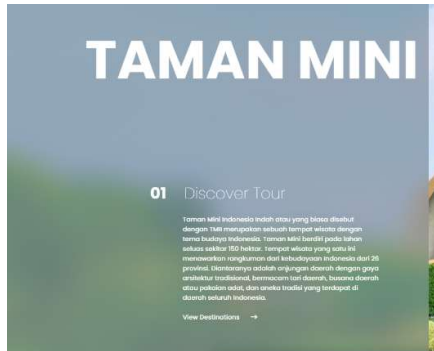 TAMAN MINI
01 Discover Tour
Taman Mini Indonesia Indah atau yang biasa disebut
dengan TMII merupakan sebuah tempat wisata dengan
tema budaya Indonesia. Taman Mini berdiri pada lahan
seluas sekitar 150 hektar. Tempat wisata yang satu ini
menawarkan rangkuman dari kebudayaan Indonesia dari 26
provinsi. Diantaranya adalah anjungan daerah dengan gaya
arsitektur tradisional, bermacam tari daerah, busana daerah
atau pakaian adat, dan aneka tradisi yang terdapat di
daerah seluruh Indonesia.
View Destinations →